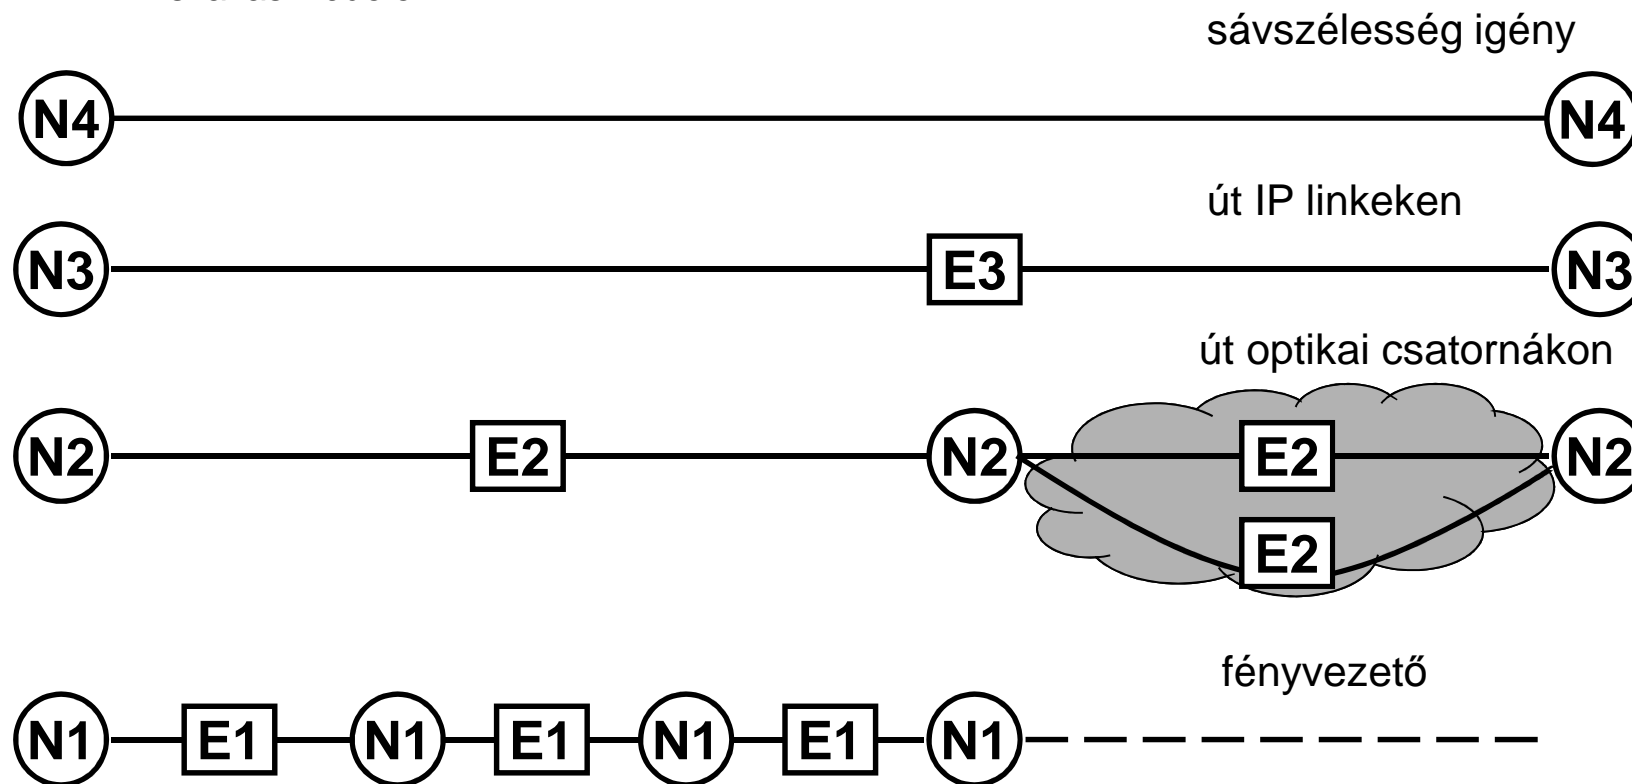 sávszélesség igény
N4 N4
út IP linkeken
N3 E3 N3
út optikai csatornákon
N2 E2 N2 E2 N2
E2
fényvezető
N1 E1 N1 E1 N1 E1 N1